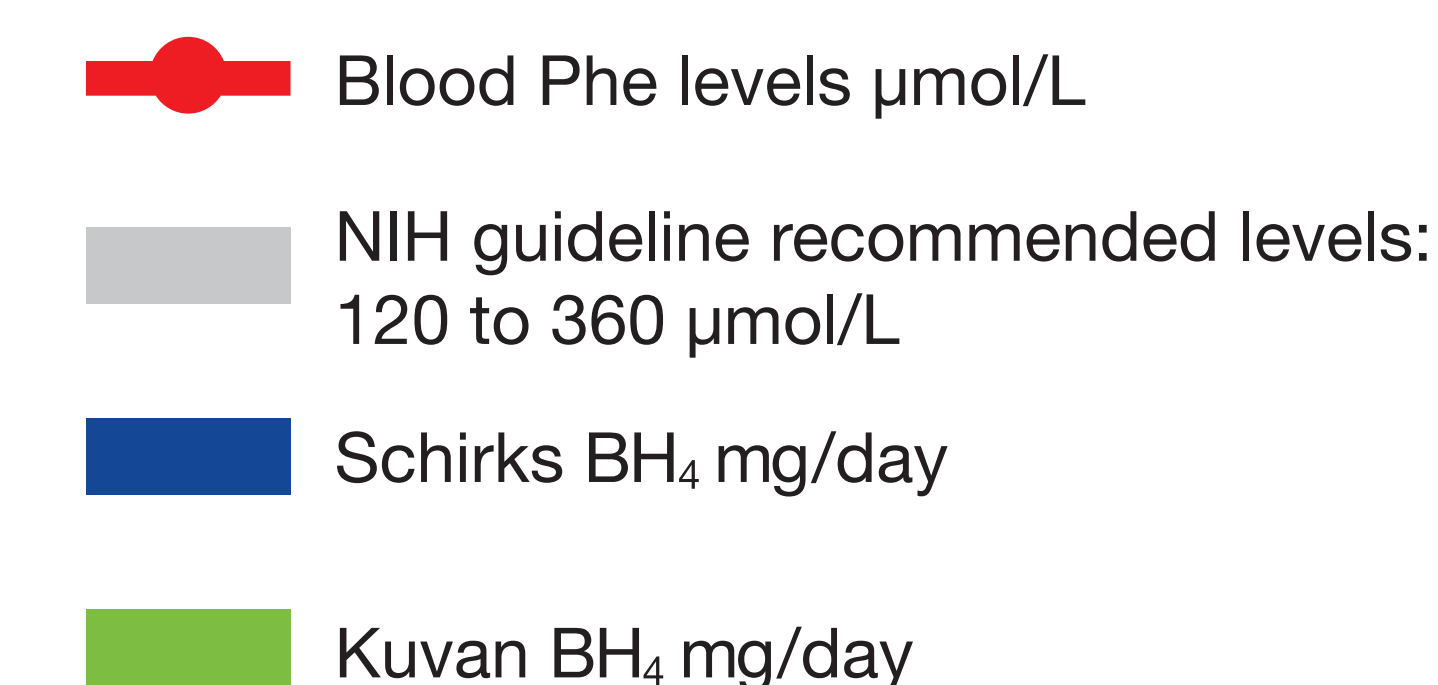 Blood Phe levels µmol/L
NIH guideline recommended levels:
120 to 360 µmol/L
Schirks BH₄ mg/day
Kuvan BH₄ mg/day